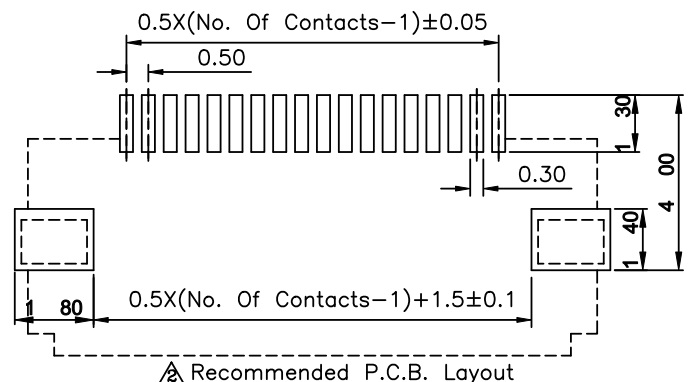 0.5X(No. Of Contacts-1)±0.05
0.50
1 30
0.30
4 00
1 40
1 80
0.5X(No. Of Contacts-1)+1.5±0.1
2 Recommended P.C.B. Layout